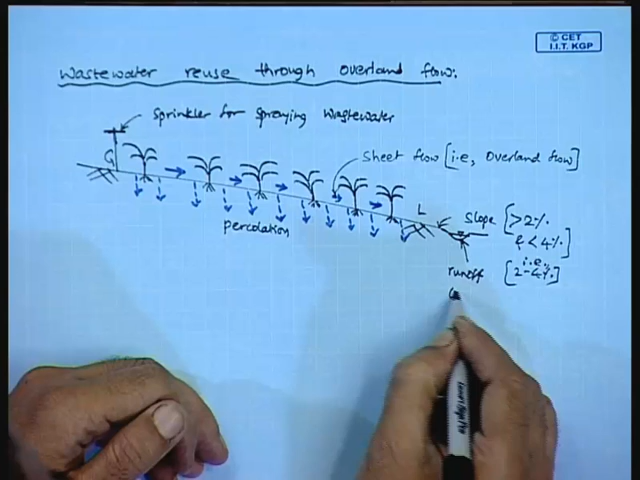 © CET
I.I.T. KGP
Wastewater reuse through overland flow.
Sprinkler for spraying wastewater
Sheet flow [i.e., overland flow]
G
L
Slope [>2%.
& <4%.]
i.e.,
[2-4%.]
percolation
runoff